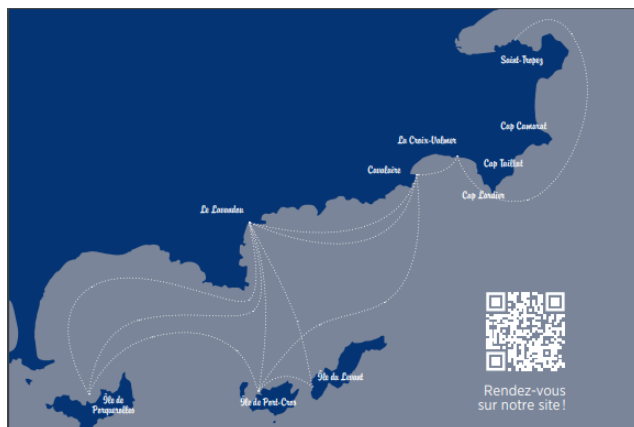 Saint-Tropez
Cap Camarat
La Croix-Valmer
Cap Taillat
Cavalaire
Cap Lardier
Le Lavandou
Île du Levant
Île de
Porquerolles
Île de Port-Cros
Rendez-vous
sur notre site !